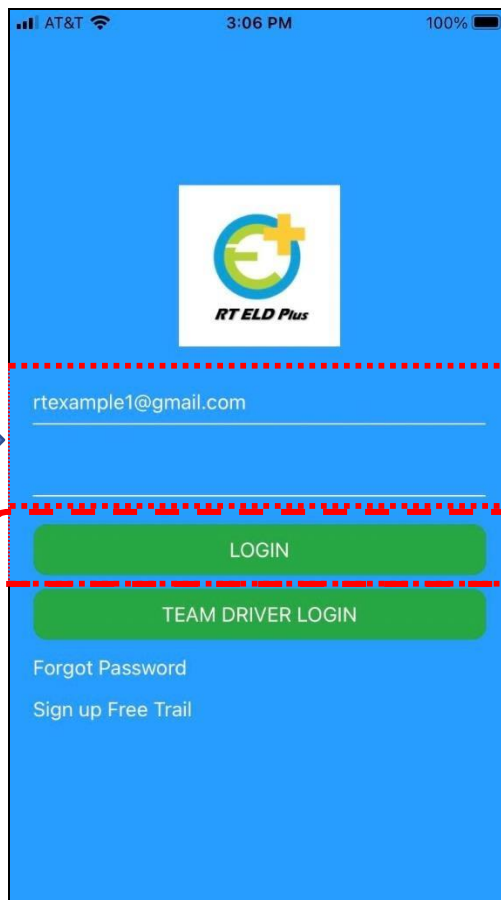 AT&T 3:06 PM 100%
RT ELD Plus
rtexample1@gmail.com
LOGIN
TEAM DRIVER LOGIN
Forgot Password
Sign up Free Trail